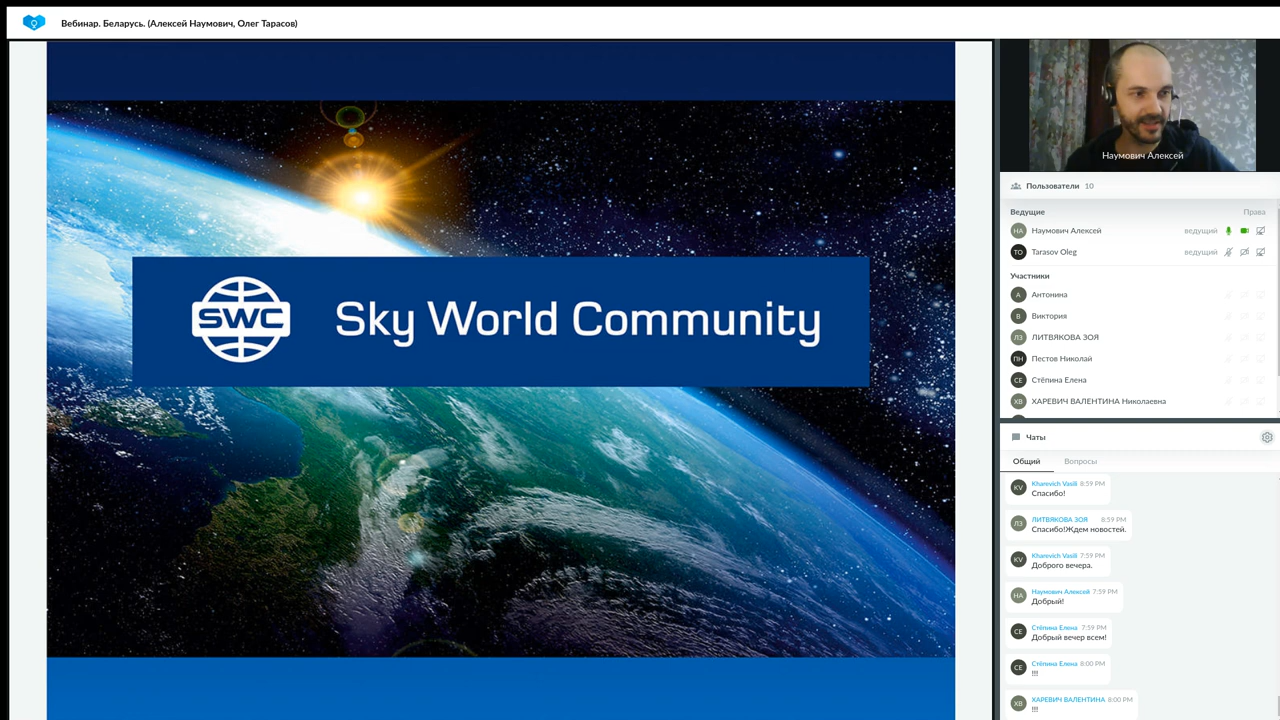 Вебинар. Беларусь. (Алексей Наумович, Олег Тарасов)
SWC Sky World Community
Наумович Алексей
Пользователи 10
Ведущие Права
НА Наумович Алексей ведущий
TO Tarasov Oleg ведущий
Участники
А Антонина
В Виктория
ЛЗ ЛИТВЯКОВА ЗОЯ
ПН Пестов Николай
СЕ Стёпина Елена
ХВ ХАРЕВИЧ ВАЛЕНТИНА Николаевна
Чаты
Общий Вопросы
KV Kharevich Vasili 8:59 PM
Спасибо!
ЛЗ ЛИТВЯКОВА ЗОЯ 8:59 PM
Спасибо!Ждем новостей.
KV Kharevich Vasili 7:59 PM
Доброго вечера.
НА Наумович Алексей 7:59 PM
Добрый!
СЕ Стёпина Елена 7:59 PM
Добрый вечер всем!
СЕ Стёпина Елена 8:00 PM
!!!
ХВ ХАРЕВИЧ ВАЛЕНТИНА 8:00 PM
!!!